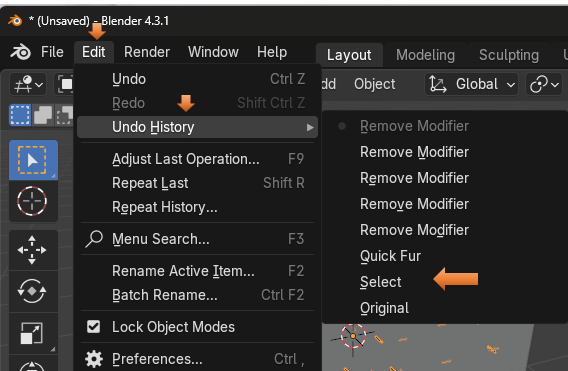 * (Unsaved) - Blender 4.3.1
File Edit Render Window Help Layout Modeling Sculpting
Undo Ctrl Z
dd Object Global
Redo Shift Ctrl Z
Undo History
Adjust Last Operation... F9
Repeat Last Shift R
Repeat History...
Menu Search... F3
Rename Active Item... F2
Batch Rename... Ctrl F2
Lock Object Modes
Preferences... Ctrl ,
Remove Modifier
Remove Modifier
Remove Modifier
Remove Modifier
Remove Modifier
Quick Fur
Select
Original